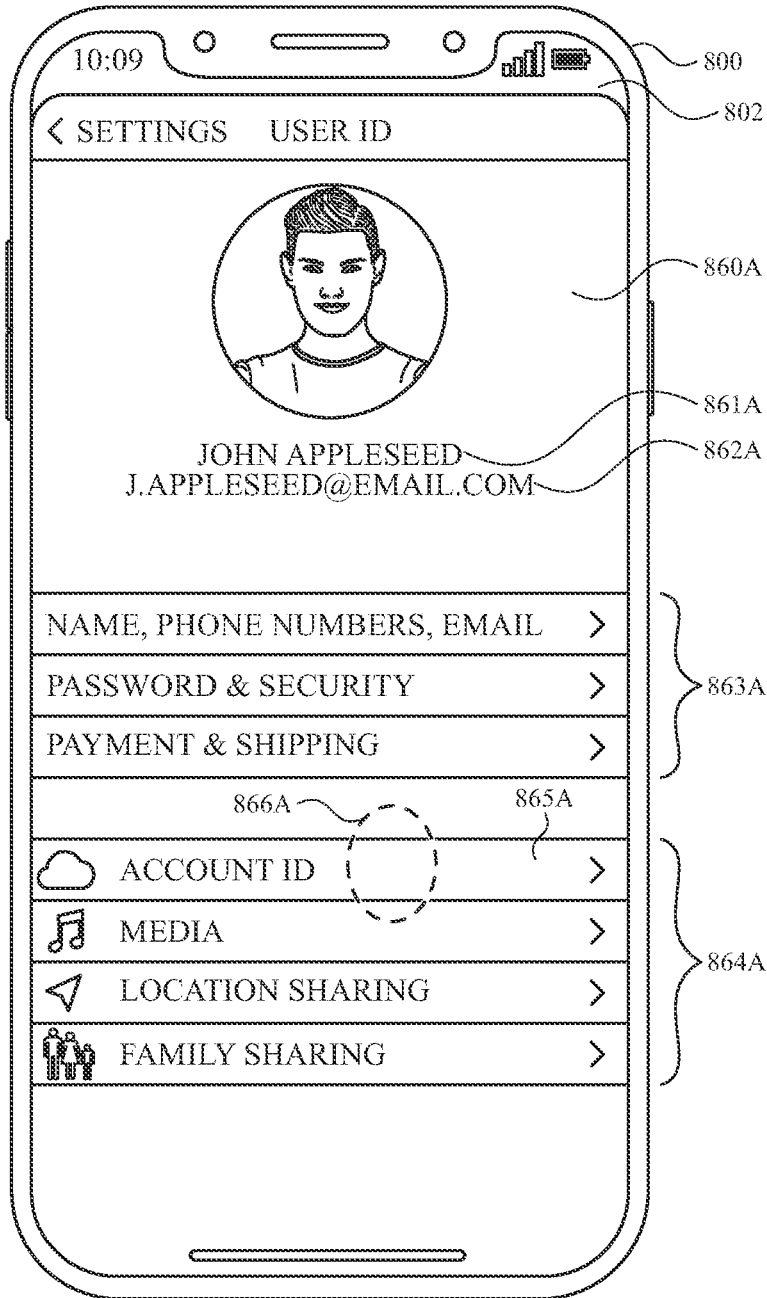 10:09
800
802
< SETTINGS USER ID
860A
861A
JOHN APPLESEED
862A
J.APPLESEED@EMAIL.COM
NAME, PHONE NUMBERS, EMAIL >
PASSWORD & SECURITY >
863A
PAYMENT & SHIPPING >
866A 865A
ACCOUNT ID >
MEDIA >
864A
LOCATION SHARING >
FAMILY SHARING >